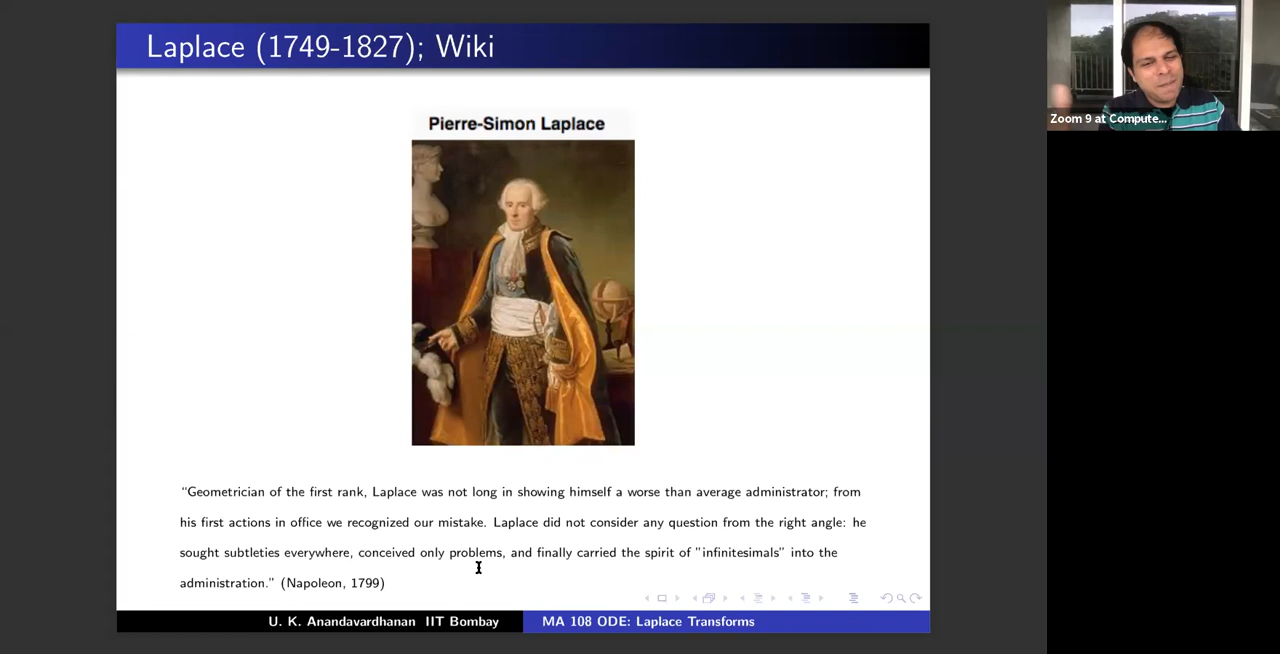 Laplace (1749-1827); Wiki
Pierre-Simon Laplace
Zoom 9 at Compute...
“Geometrician of the first rank, Laplace was not long in showing himself a worse than average administrator; from
his first actions in office we recognized our mistake. Laplace did not consider any question from the right angle: he
sought subtleties everywhere, conceived only problems, and finally carried the spirit of ”infinitesimals” into the
administration.” (Napoleon, 1799)
U. K. Anandavardhanan IIT Bombay
MA 108 ODE: Laplace Transforms